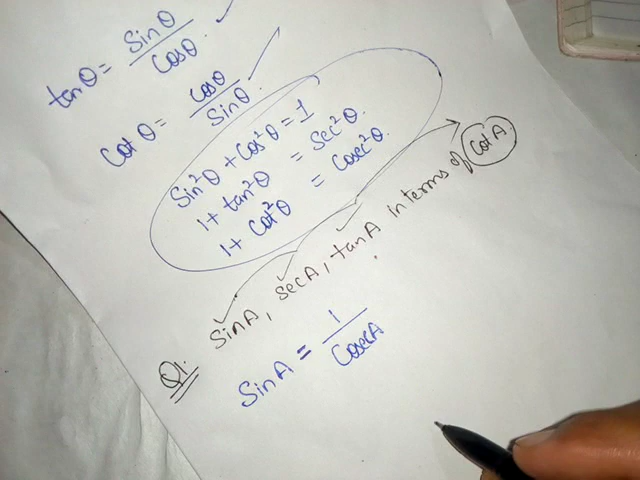 tanθ = Sinθ / Cosθ
Cotθ = Cosθ / Sinθ
Sin²θ + Cos²θ = 1
1 + tan²θ = Sec²θ.
1 + Cot²θ = Cosec²θ.
Q1. SinA, SecA, tanA in terms of CotA
SinA = 1 / CosecA